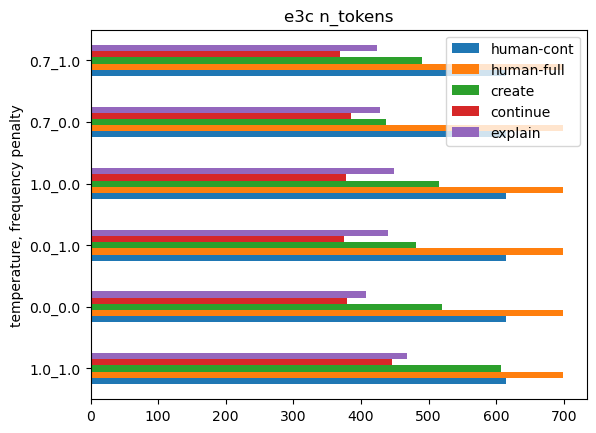 e3c n_tokens
human-cont
human-full
create
continue
explain
temperature, frequency penalty
0.7_1.0
0.7_0.0
1.0_0.0
0.0_1.0
0.0_0.0
1.0_1.0
0 100 200 300 400 500 600 700